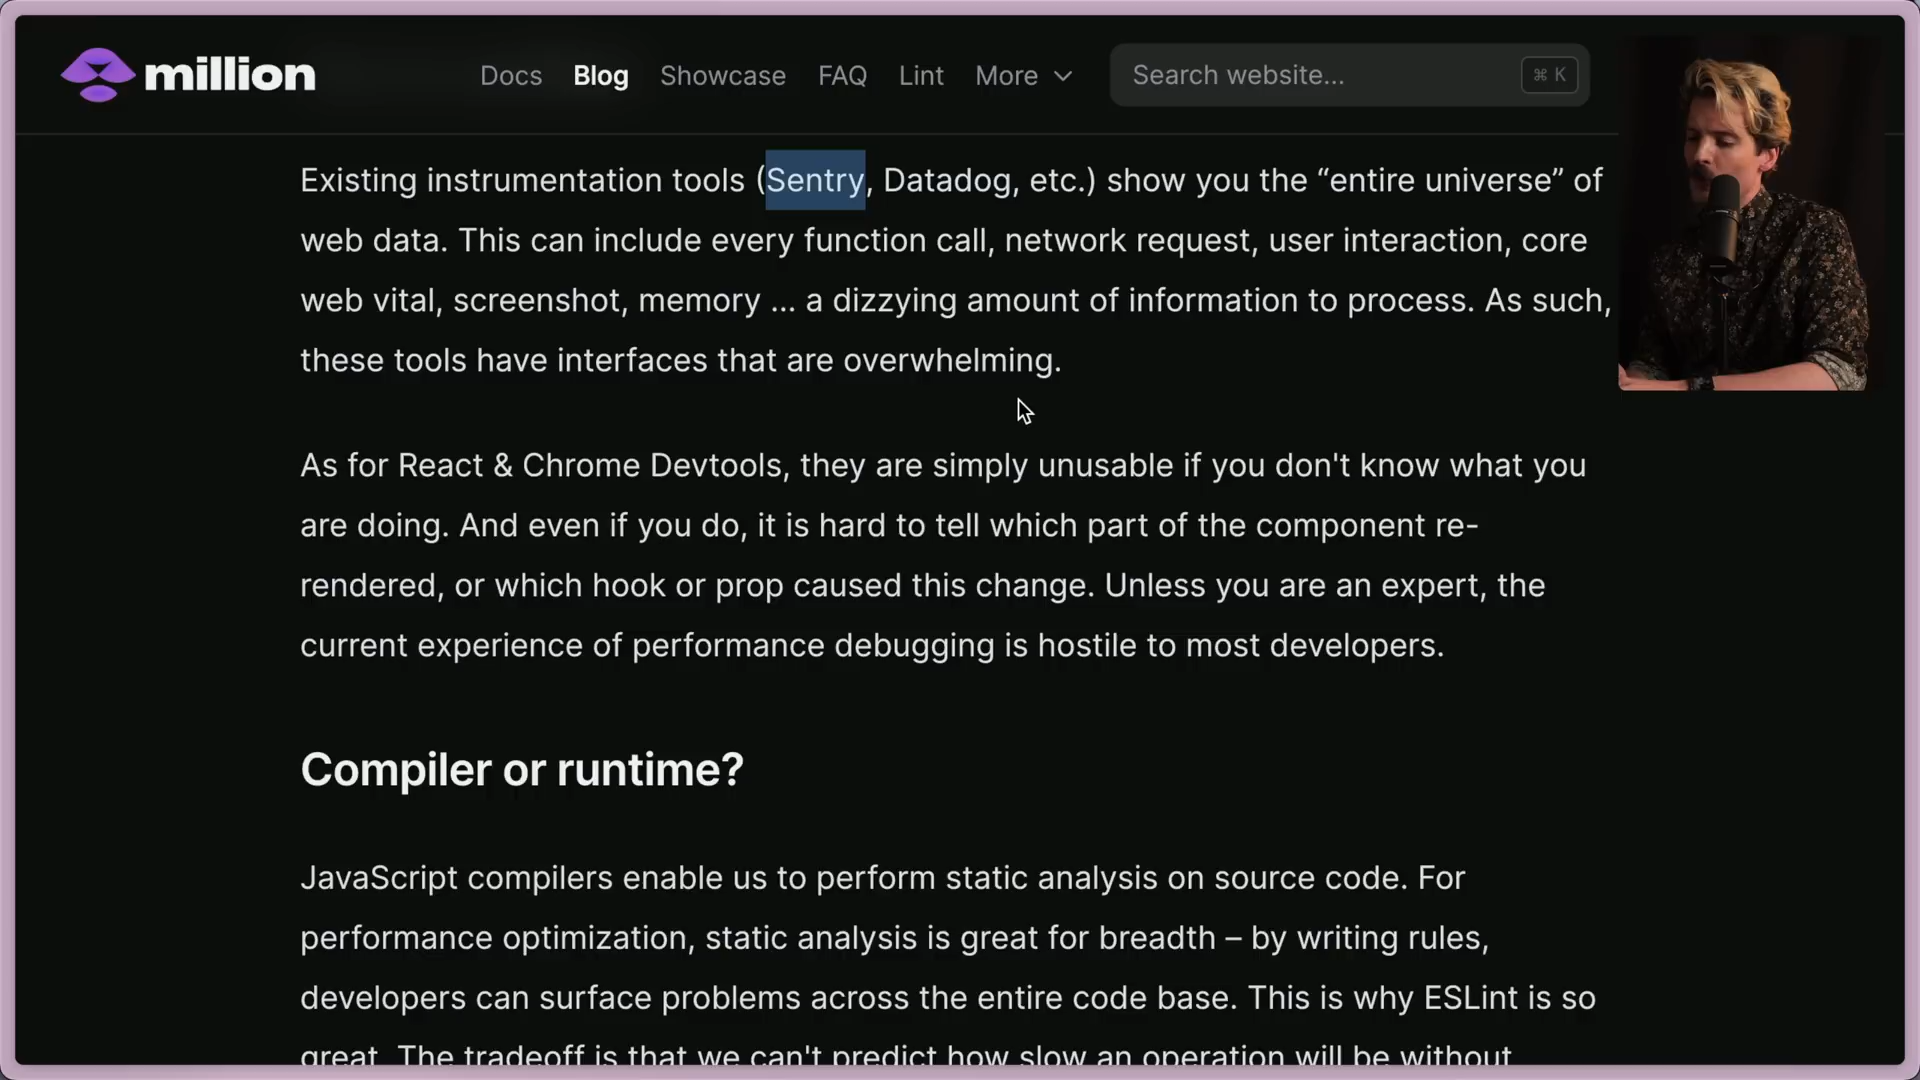 million
Docs Blog Showcase FAQ Lint More Search website... ⌘ K
Existing instrumentation tools (Sentry, Datadog, etc.) show you the “entire universe” of
web data. This can include every function call, network request, user interaction, core
web vital, screenshot, memory ... a dizzying amount of information to process. As such,
these tools have interfaces that are overwhelming.
As for React & Chrome Devtools, they are simply unusable if you don't know what you
are doing. And even if you do, it is hard to tell which part of the component re-
rendered, or which hook or prop caused this change. Unless you are an expert, the
current experience of performance debugging is hostile to most developers.
Compiler or runtime?
JavaScript compilers enable us to perform static analysis on source code. For
performance optimization, static analysis is great for breadth – by writing rules,
developers can surface problems across the entire code base. This is why ESLint is so
great. The tradeoff is that we can't predict how slow an operation will be without